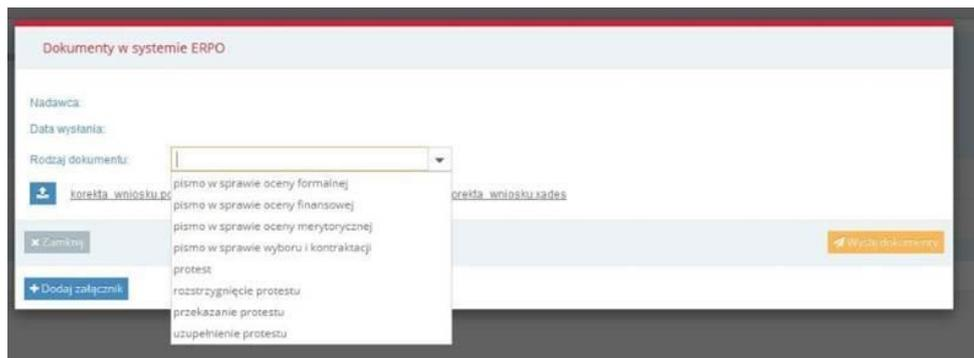 Dokumenty w systemie ERPO
Nadawca:
Data wysłania:
Rodzaj dokumentu:
pismo w sprawie oceny formalnej
korekta_wniosku.pd orekta_wniosku.xades
pismo w sprawie oceny finansowej
pismo w sprawie oceny merytorycznej
pismo w sprawie wyboru i kontraktacji
Zamknij
Wyślij dokumenty
protest
rozstrzygnięcie protestu
Dodaj załącznik
przekazanie protestu
uzupełnienie protestu